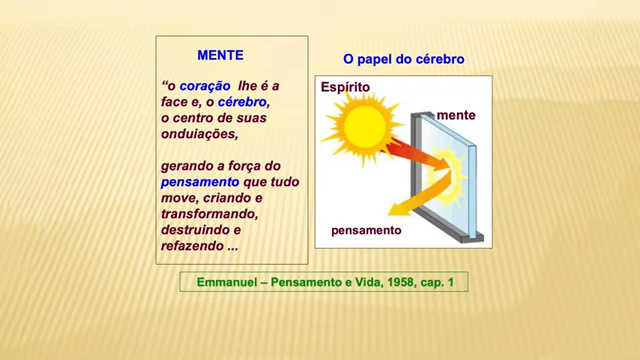 MENTE
“o coração lhe é a
face e, o cérebro,
o centro de suas
onduiações,
gerando a força do
pensamento que tudo
move, criando e
transformando,
destruindo e
refazendo ...
O papel do cérebro
Espírito
mente
pensamento
Emmanuel – Pensamento e Vida, 1958, cap. 1